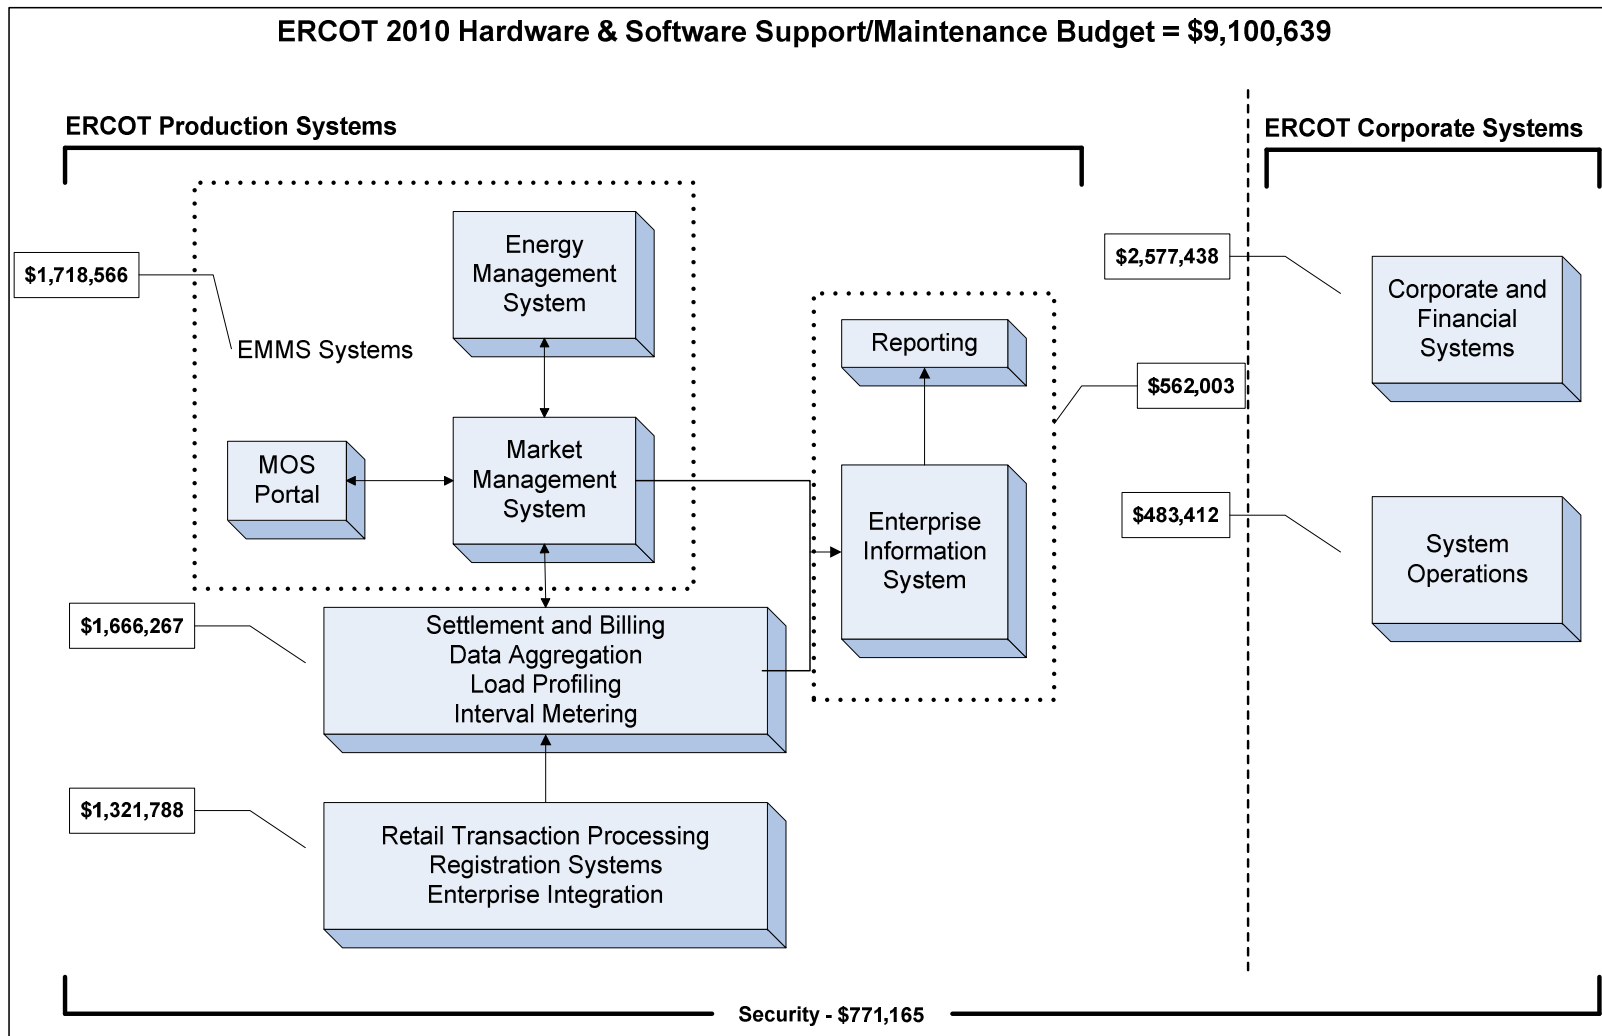 ERCOT 2010 Hardware & Software Support/Maintenance Budget = $9,100,639
ERCOT Production Systems
ERCOT Corporate Systems
$1,718,566
EMMS Systems
Energy
Management
System
MOS
Portal
Market
Management
System
Reporting
Enterprise
Information
System
$562,003
$2,577,438
Corporate and
Financial
Systems
$483,412
System
Operations
$1,666,267
Settlement and Billing
Data Aggregation
Load Profiling
Interval Metering
$1,321,788
Retail Transaction Processing
Registration Systems
Enterprise Integration
Security - $771,165